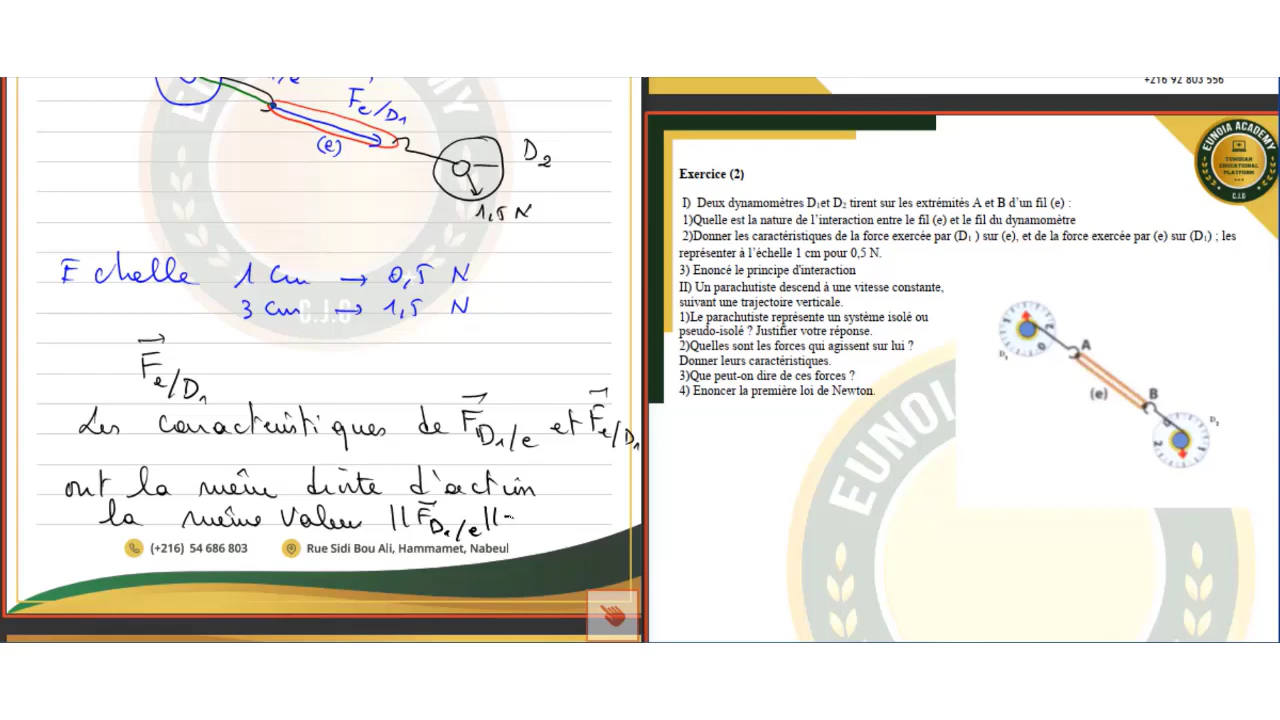 F e/D1
(e)
D2
1,5 N
Echelle 1 cm → 0,5 N
3 cm → 1,5 N
C.I.C
F e/D1
Les caractéristiques de F D1/e et F e/D1
ont la même droite d'action
la même valeur ||F D1/e||=
(+216) 54 686 803 Rue Sidi Bou Ali, Hammamet, Nabeul
+216 92 803 556
EUNOIA ACADEMY
TUNISIAN
EDUCATIONAL
PLATFORM
C.I.C
Exercice (2)
I) Deux dynamomètres D1et D2 tirent sur les extrémités A et B d'un fil (e) :
1)Quelle est la nature de l'interaction entre le fil (e) et le fil du dynamomètre
2)Donner les caractéristiques de la force exercée par (D1 ) sur (e), et de la force exercée par (e) sur (D1) ; les
représenter à l'échelle 1 cm pour 0,5 N.
3) Enoncé le principe d'interaction
II) Un parachutiste descend à une vitesse constante,
suivant une trajectoire verticale.
1)Le parachutiste représente un système isolé ou
pseudo-isolé ? Justifier votre réponse.
2)Quelles sont les forces qui agissent sur lui ?
Donner leurs caractéristiques.
3)Que peut-on dire de ces forces ?
4) Enoncer la première loi de Newton.
D1
A
(e)
B
D2